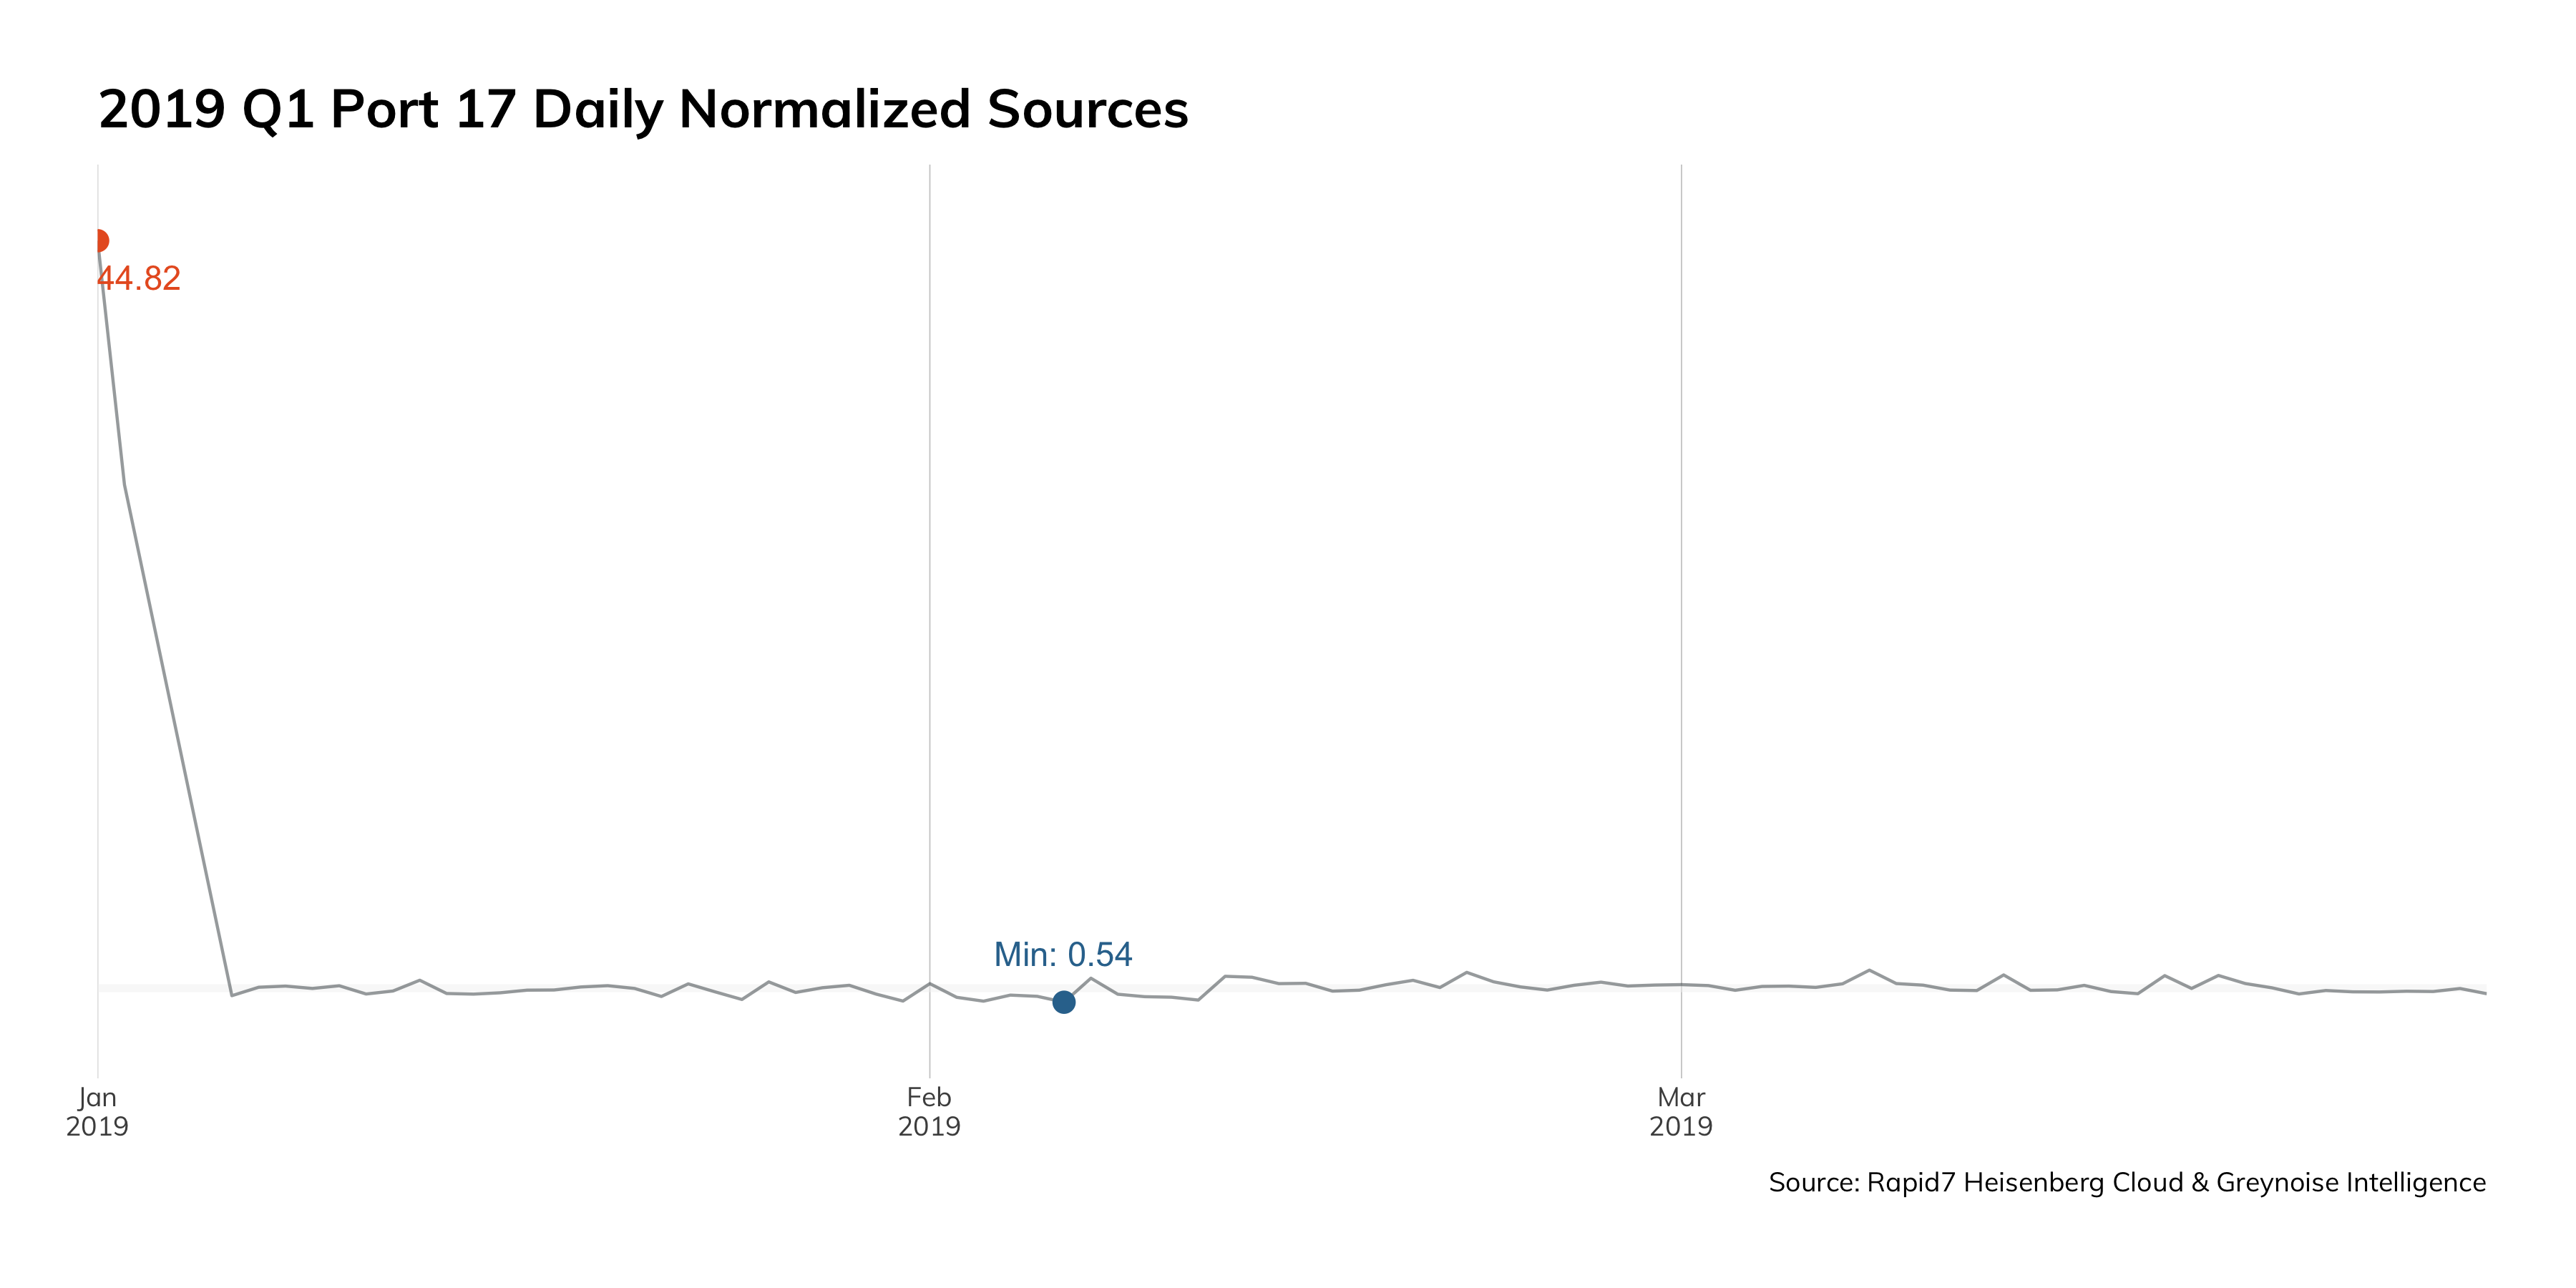 2019 Q1 Port 17 Daily Normalized Sources
44.82
Min: 0.54
Jan
2019
Feb
2019
Mar
2019
Source: Rapid7 Heisenberg Cloud & Greynoise Intelligence